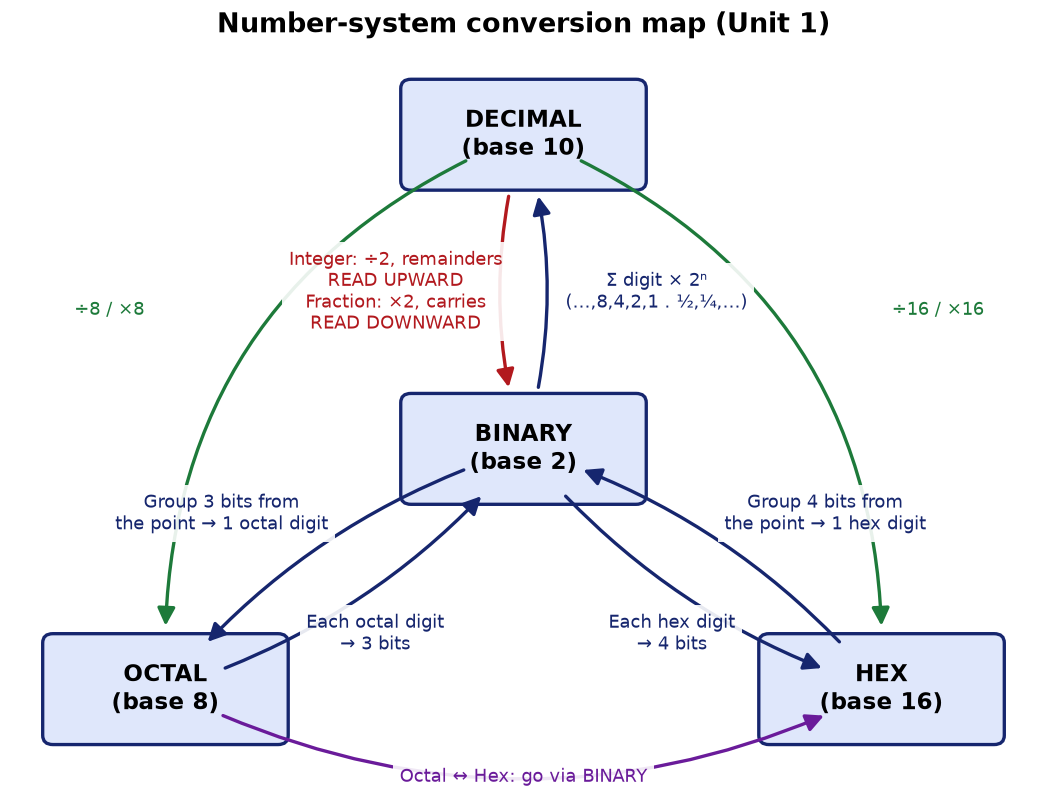 Number-system conversion map (Unit 1)
DECIMAL
(base 10)
Integer: ÷2, remainders
READ UPWARD
Fraction: ×2, carries
READ DOWNWARD
Σ digit × 2ⁿ
(...,8,4,2,1 . ½,¼,...)
÷8 / ×8
÷16 / ×16
BINARY
(base 2)
Group 3 bits from
the point → 1 octal digit
Group 4 bits from
the point → 1 hex digit
Each octal digit
→ 3 bits
Each hex digit
→ 4 bits
OCTAL
(base 8)
HEX
(base 16)
Octal ↔ Hex: go via BINARY